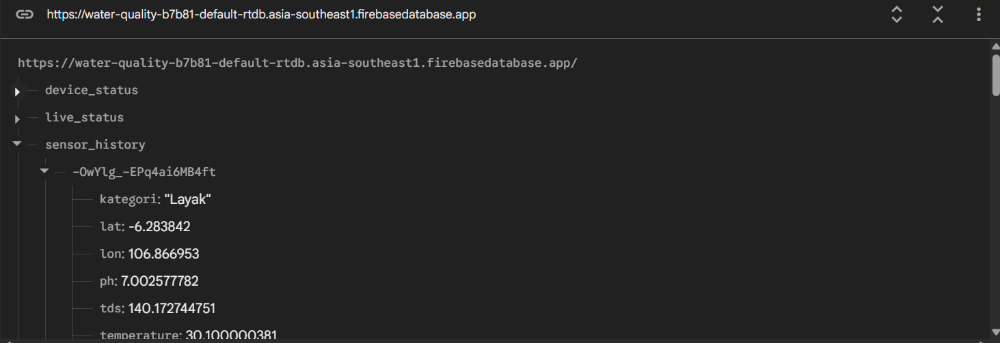 https://water-quality-b7b81-default-rtdb.asia-southeast1.firebasedatabase.app
https://water-quality-b7b81-default-rtdb.asia-southeast1.firebasedatabase.app/
device_status
live_status
sensor_history
-OwYlg_-EPq4ai6MB4ft
kategori: "Layak"
lat: -6.283842
lon: 106.866953
ph: 7.002577782
tds: 140.172744751
temperature: 30.100000381